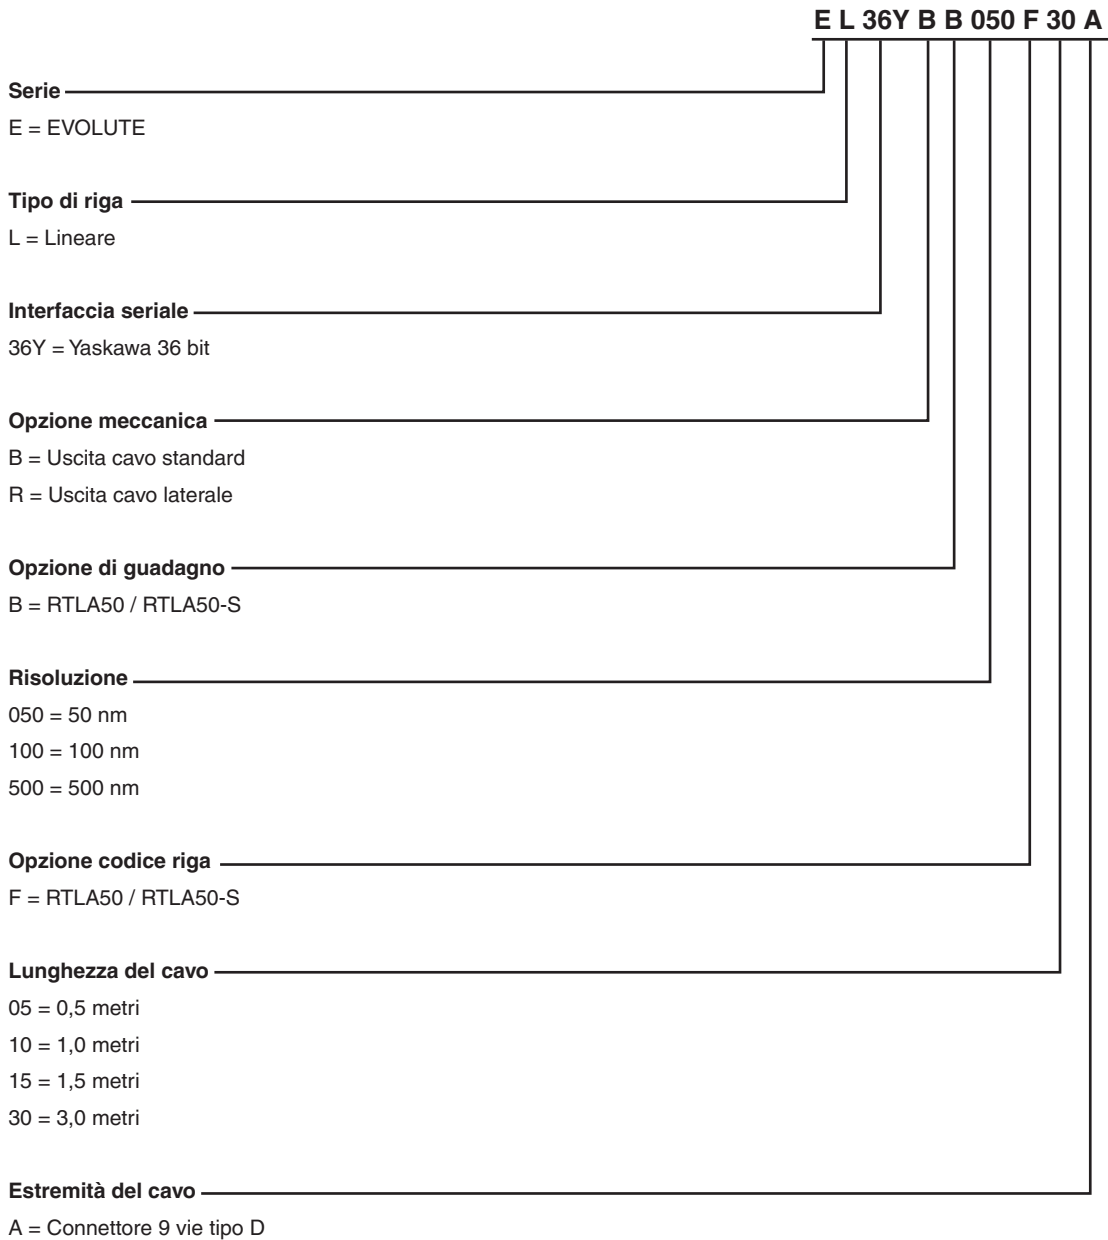 E L 36Y B B 050 F 30 A
Serie
E = EVOLUTE
Tipo di riga
L = Lineare
Interfaccia seriale
36Y = Yaskawa 36 bit
Opzione meccanica
B = Uscita cavo standard
R = Uscita cavo laterale
Opzione di guadagno
B = RTLA50 / RTLA50-S
Risoluzione
050 = 50 nm
100 = 100 nm
500 = 500 nm
Opzione codice riga
F = RTLA50 / RTLA50-S
Lunghezza del cavo
05 = 0,5 metri
10 = 1,0 metri
15 = 1,5 metri
30 = 3,0 metri
Estremità del cavo
A = Connettore 9 vie tipo D